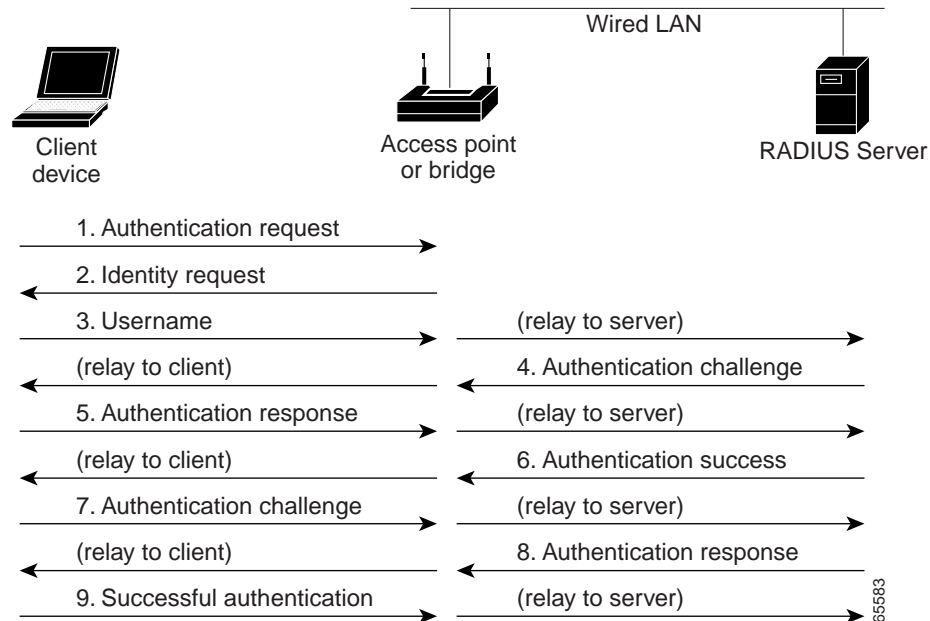 Wired LAN
Client
device
Access point
or bridge
RADIUS Server
1. Authentication request
2. Identity request
3. Username
(relay to server)
(relay to client)
4. Authentication challenge
5. Authentication response
(relay to server)
(relay to client)
6. Authentication success
7. Authentication challenge
(relay to server)
(relay to client)
8. Authentication response
9. Successful authentication
(relay to server)
65583